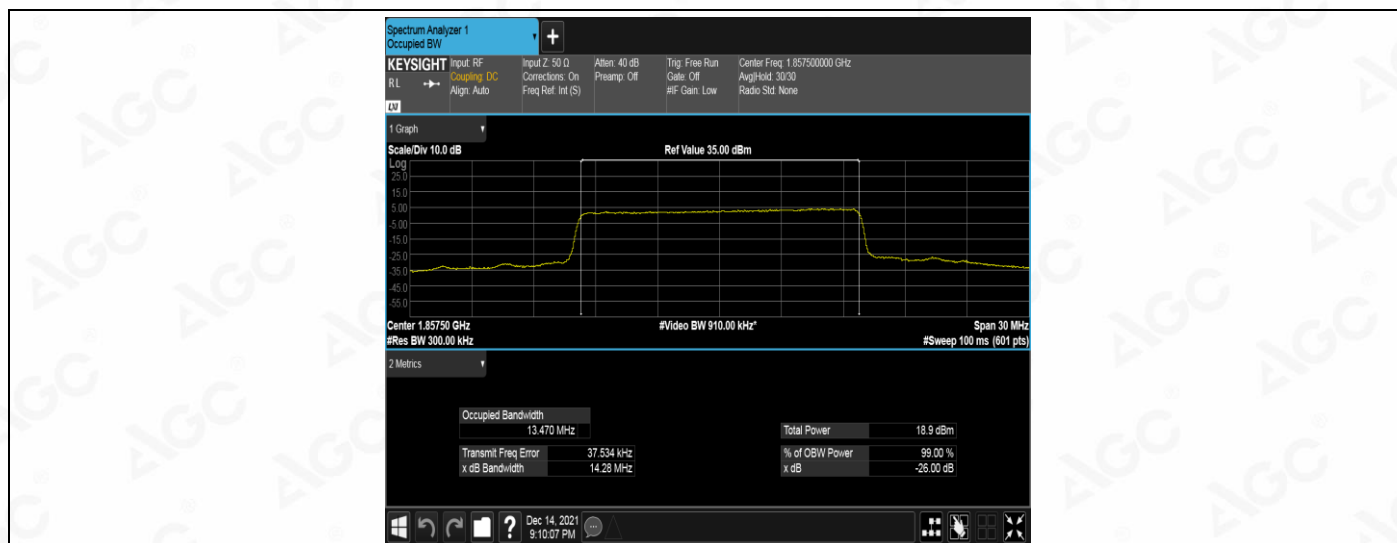 Spectrum Analyzer 1
Occupied BW
+
KEYSIGHT Input: RF Input Z: 50 Ω Atten: 40 dB Trig: Free Run Center Freq: 1.857500000 GHz
RL Coupling: DC Corrections: On Preamp: Off Gate: Off Avg|Hold: 30/30
Align: Auto Freq Ref: Int (S) #IF Gain: Low Radio Std: None
LXI
1 Graph
Scale/Div 10.0 dB Ref Value 35.00 dBm
Log
25.0
15.0
5.00
-5.00
-15.0
-25.0
-35.0
-45.0
-55.0
Center 1.85750 GHz #Video BW 910.00 kHz* Span 30 MHz
#Res BW 300.00 kHz #Sweep 100 ms (601 pts)
2 Metrics
Occupied Bandwidth
13.470 MHz Total Power 18.9 dBm
Transmit Freq Error 37.534 kHz % of OBW Power 99.00 %
x dB Bandwidth 14.28 MHz x dB -26.00 dB
? Dec 14, 2021
9:10:07 PM
AGC